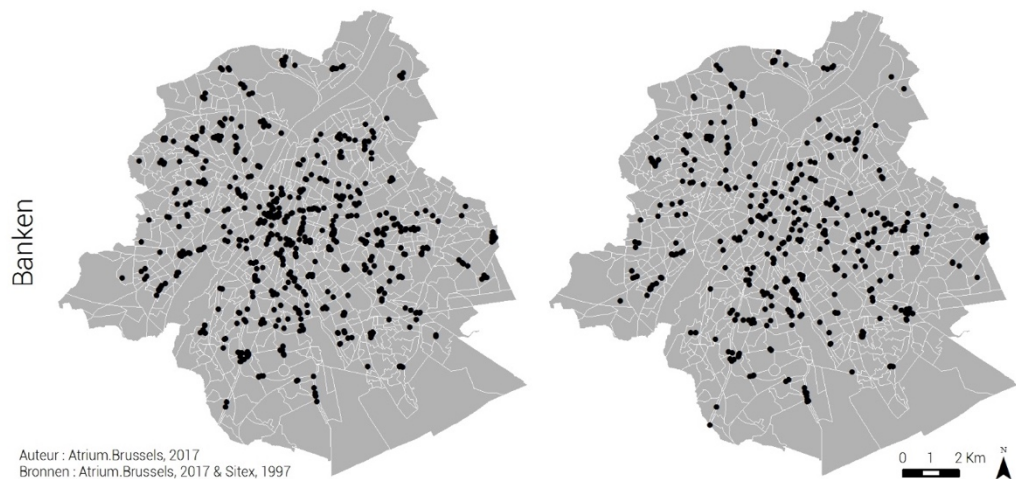 Banken
Auteur : Atrium.Brussels, 2017
Bronnen : Atrium.Brussels, 2017 & Sitex, 1997
0 1 2 Km
N